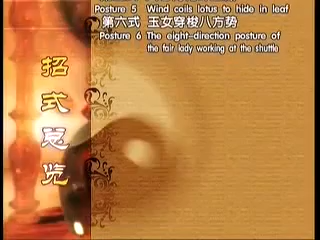 Posture 5 Wind coils lotus to hide in leaf
第六式 玉女穿梭八方势
Posture 6 The eight-direction posture of
the fair lady working at the shuttle
招式总览